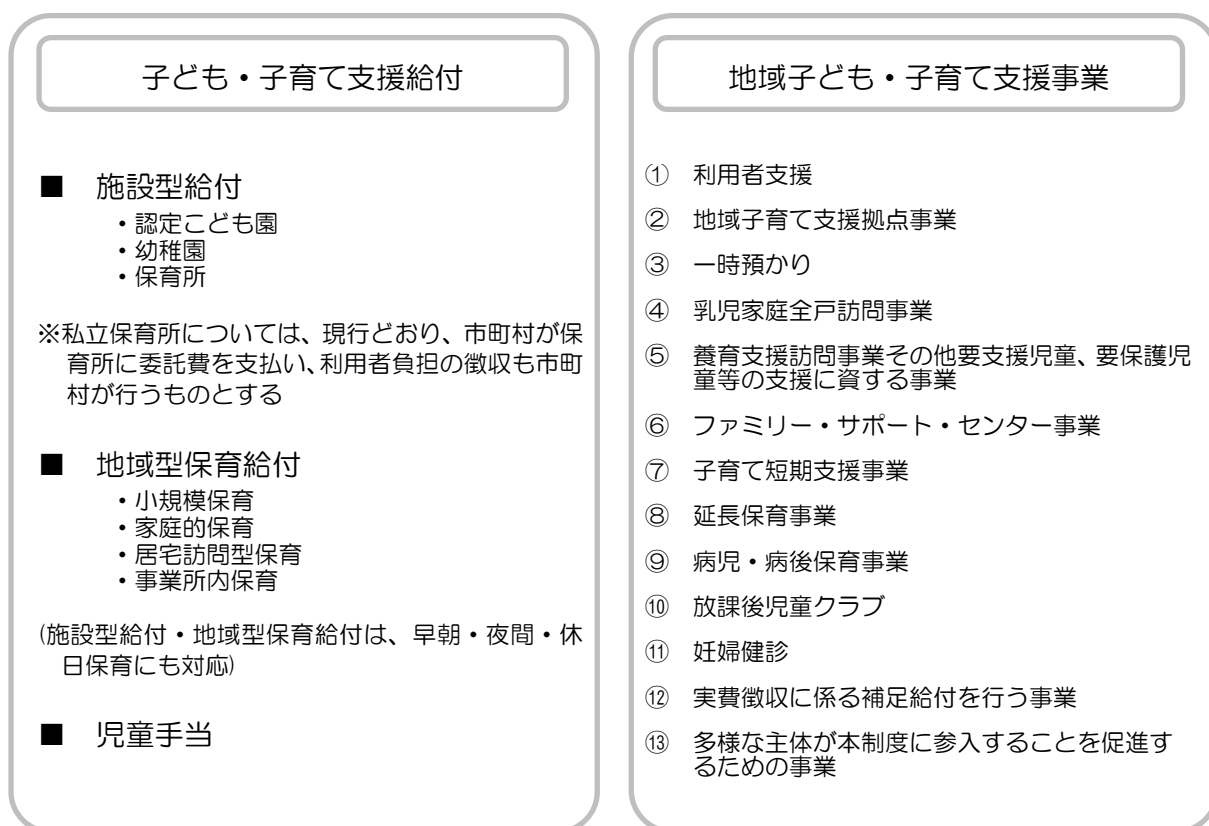 子ども・子育て支援給付
■ 施設型給付
・認定こども園
・幼稚園
・保育所
※私立保育所については、現行どおり、市町村が保
育所に委託費を支払い、利用者負担の徴収も市町
村が行うものとする
■ 地域型保育給付
・小規模保育
・家庭的保育
・居宅訪問型保育
・事業所内保育
(施設型給付・地域型保育給付は、早朝・夜間・休
日保育にも対応)
■ 児童手当
地域子ども・子育て支援事業
① 利用者支援
② 地域子育て支援拠点事業
③ 一時預かり
④ 乳児家庭全戸訪問事業
⑤ 養育支援訪問事業その他要支援児童、要保護児
童等の支援に資する事業
⑥ ファミリー・サポート・センター事業
⑦ 子育て短期支援事業
⑧ 延長保育事業
⑨ 病児・病後保育事業
⑩ 放課後児童クラブ
⑪ 妊婦健診
⑫ 実費徴収に係る補足給付を行う事業
⑬ 多様な主体が本制度に参入することを促進す
るための事業